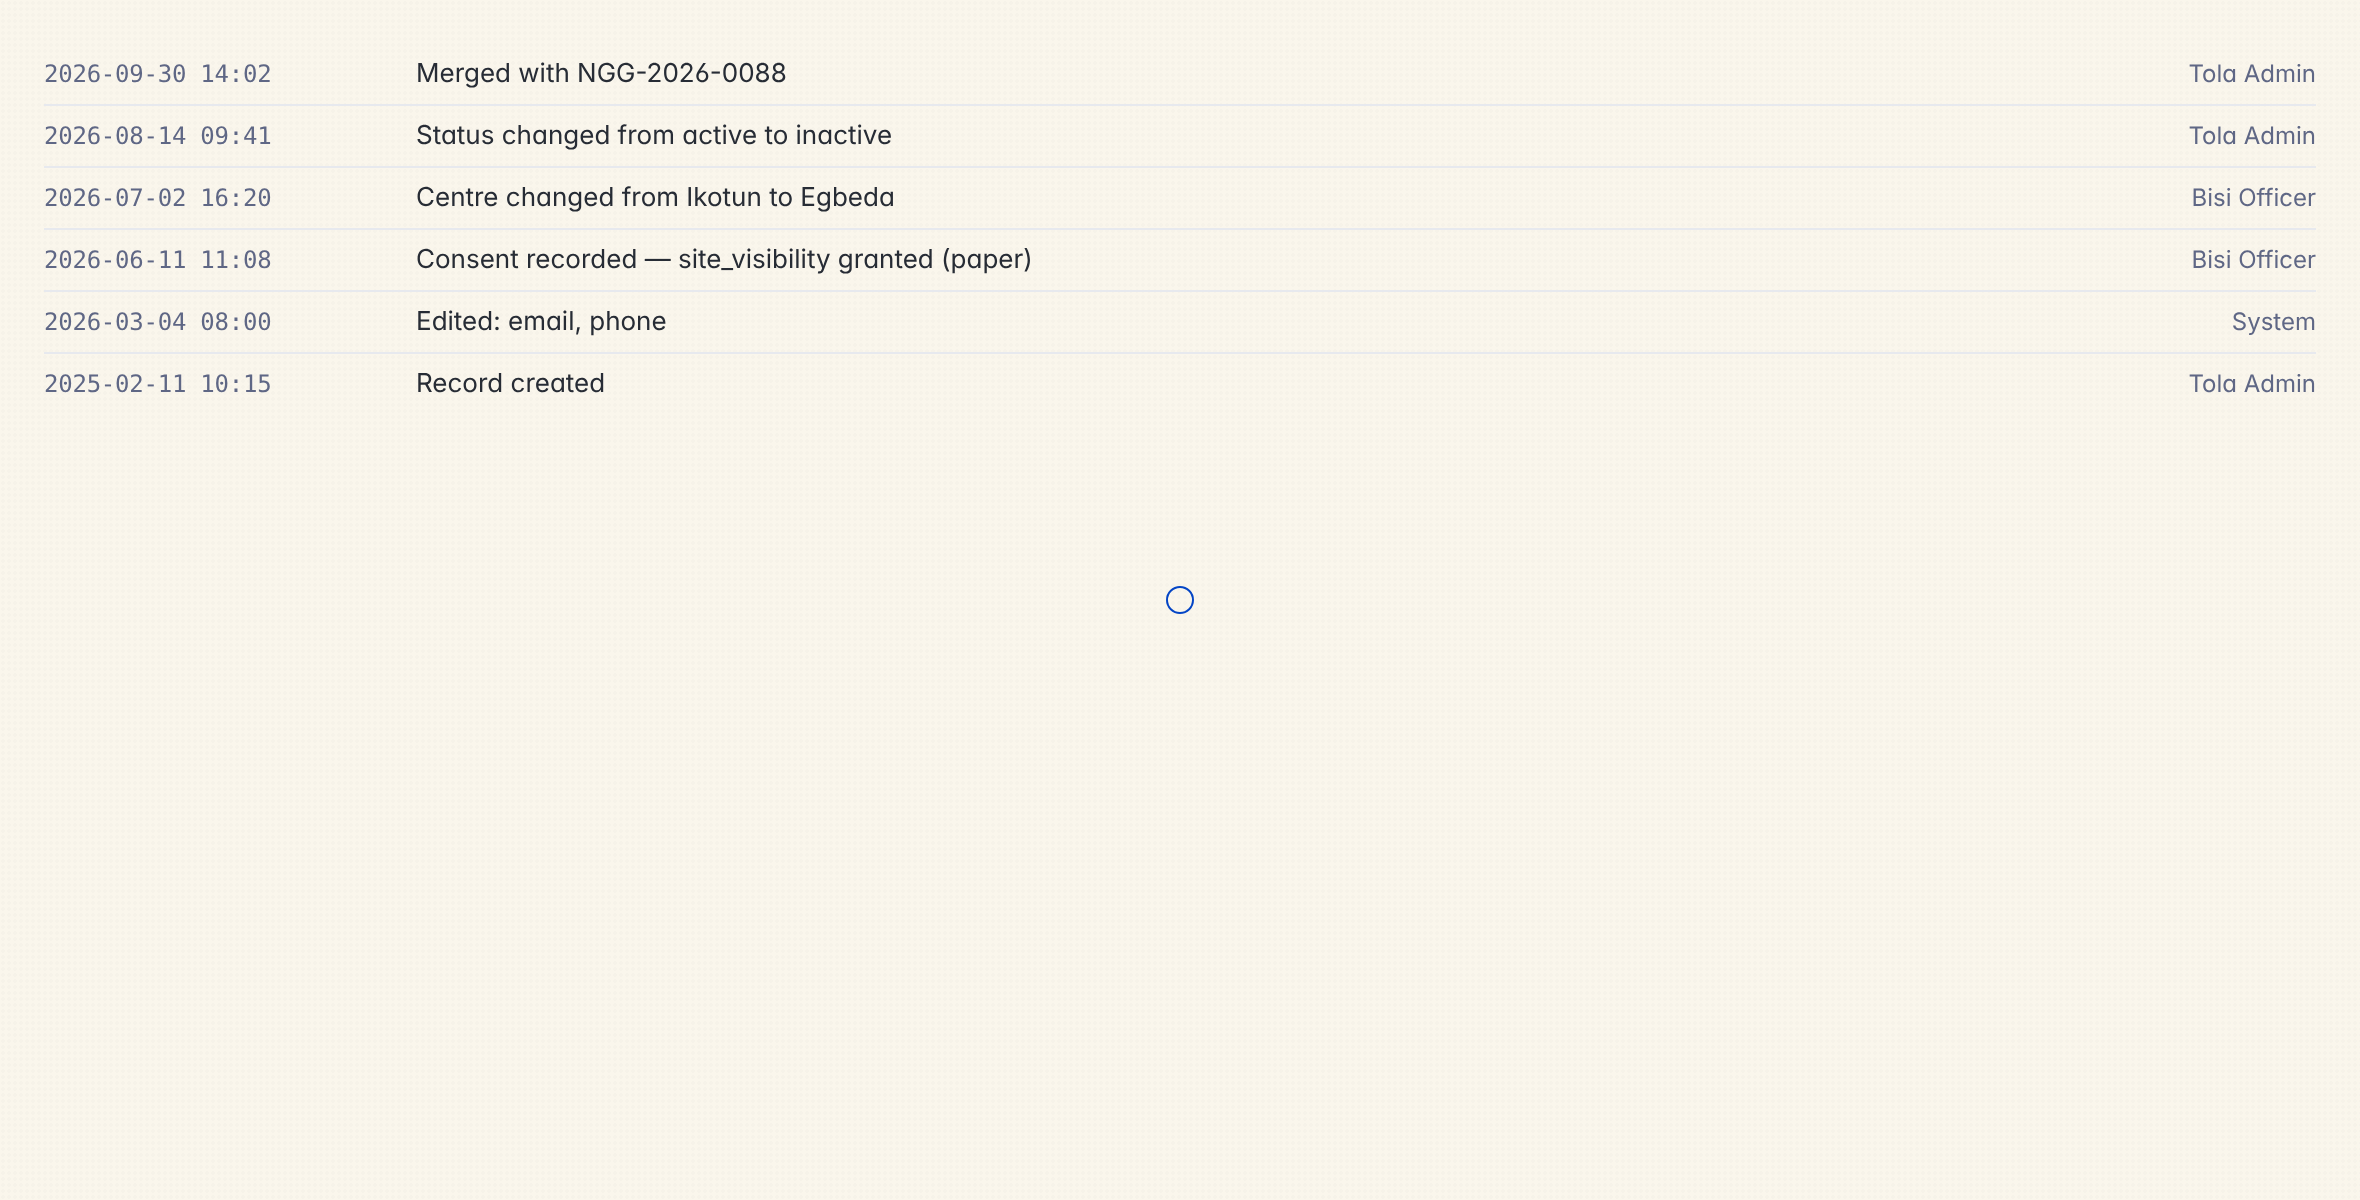 2026-09-30 14:02 Merged with NGG-2026-0088 Tola Admin
2026-08-14 09:41 Status changed from active to inactive Tola Admin
2026-07-02 16:20 Centre changed from Ikotun to Egbeda Bisi Officer
2026-06-11 11:08 Consent recorded — site_visibility granted (paper) Bisi Officer
2026-03-04 08:00 Edited: email, phone System
2025-02-11 10:15 Record created Tola Admin